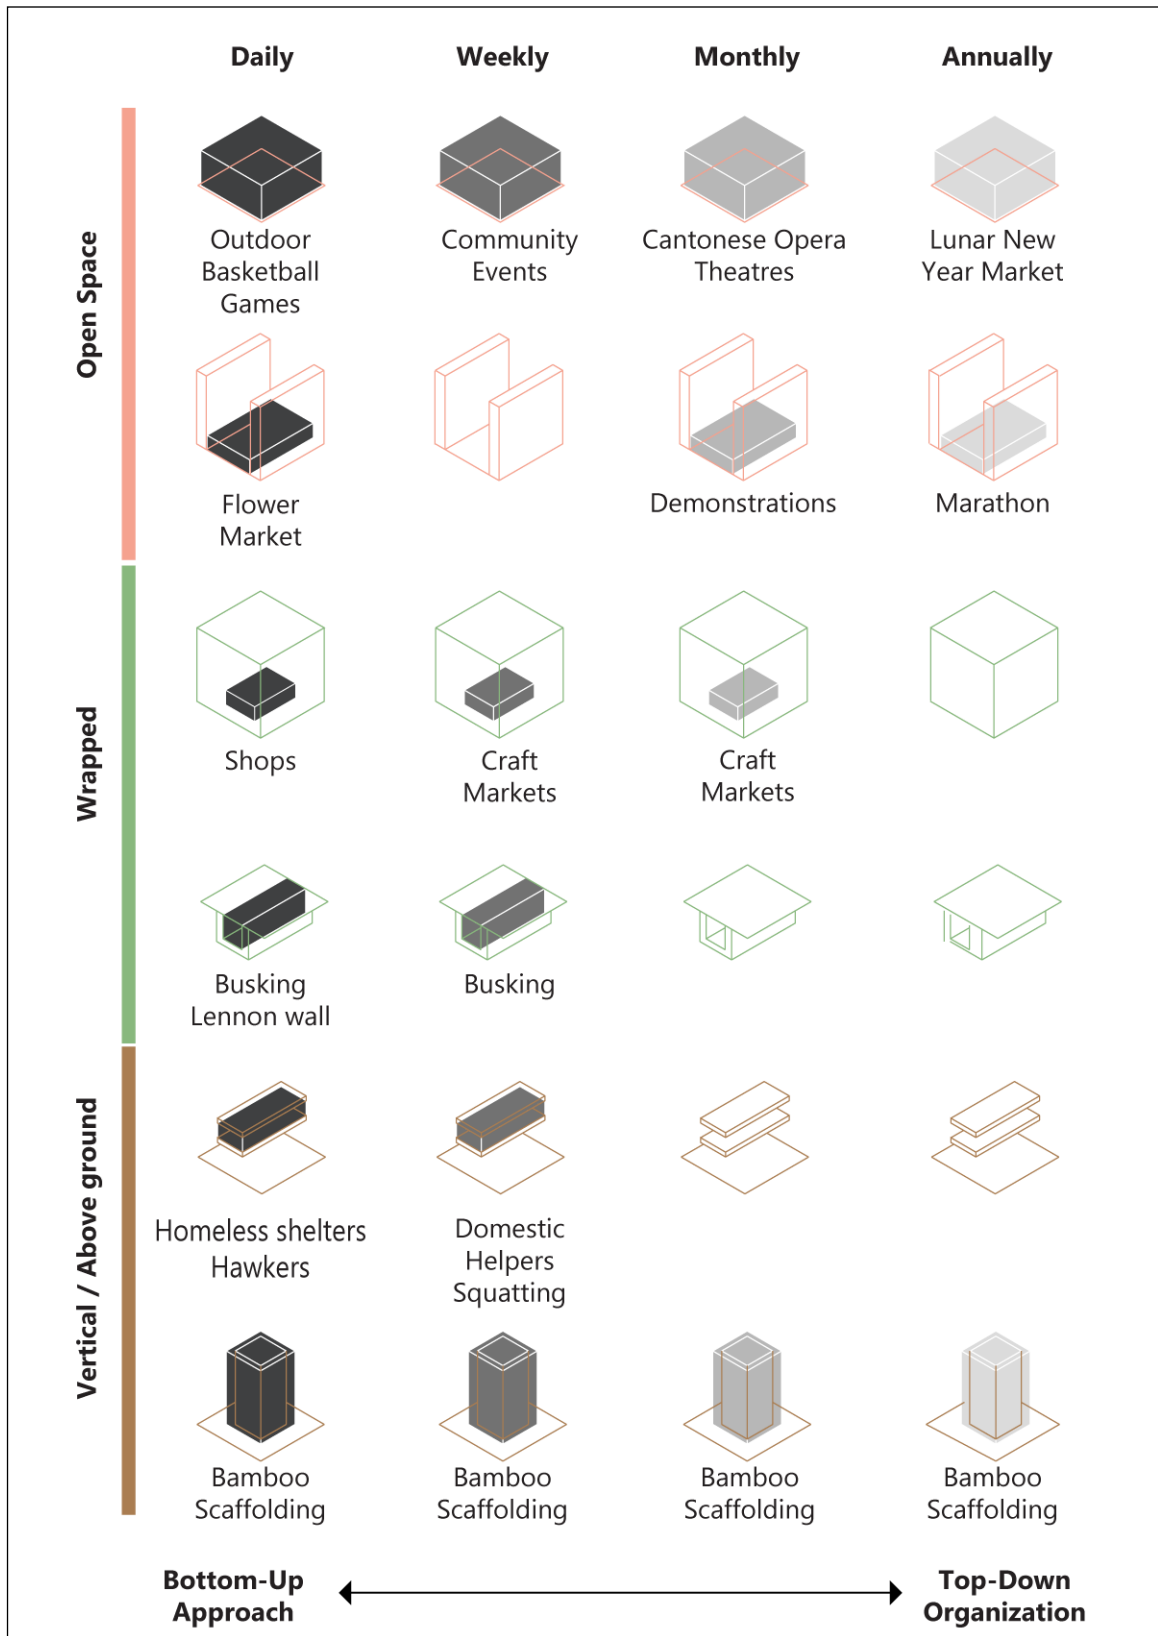 Daily
Weekly
Monthly
Annually
Open Space
Outdoor
Basketball
Games
Community
Events
Cantonese Opera
Theatres
Lunar New
Year Market
Flower
Market
Demonstrations
Marathon
Wrapped
Shops
Craft
Markets
Craft
Markets
Busking
Lennon wall
Busking
Vertical / Above ground
Homeless shelters
Hawkers
Domestic
Helpers
Squatting
Bamboo
Scaffolding
Bamboo
Scaffolding
Bamboo
Scaffolding
Bamboo
Scaffolding
Bottom-Up
Approach
Top-Down
Organization